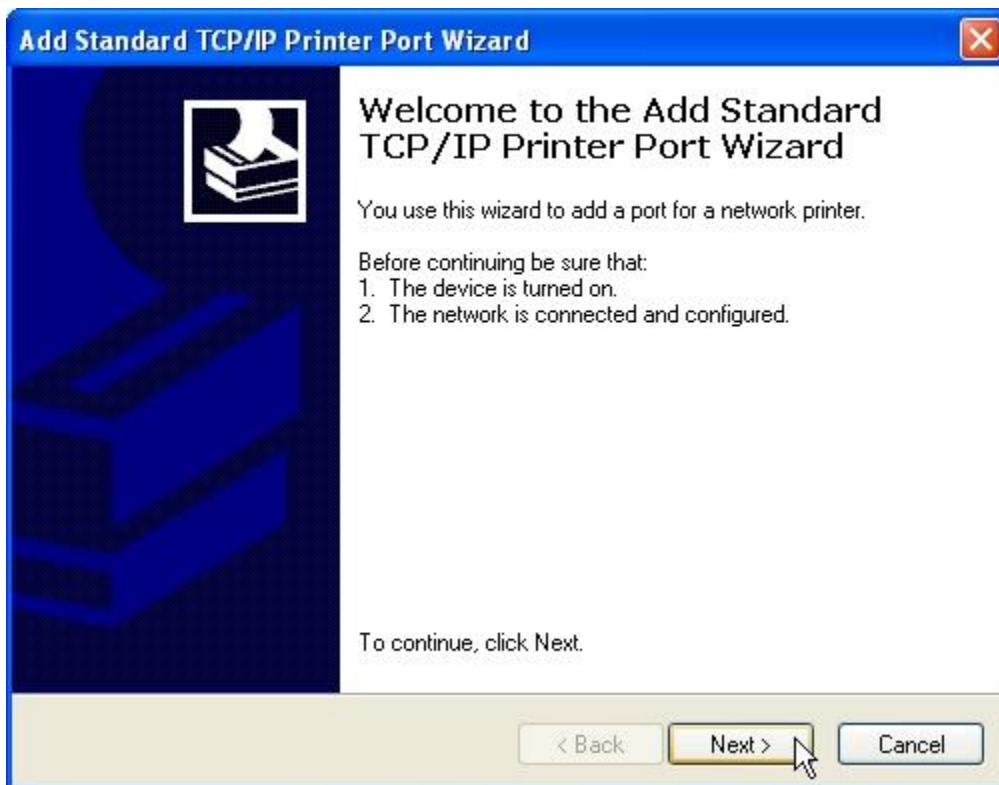 Add Standard TCP/IP Printer Port Wizard
Welcome to the Add Standard
TCP/IP Printer Port Wizard
You use this wizard to add a port for a network printer.
Before continuing be sure that:
1. The device is turned on.
2. The network is connected and configured.
To continue, click Next.
< Back Next > Cancel